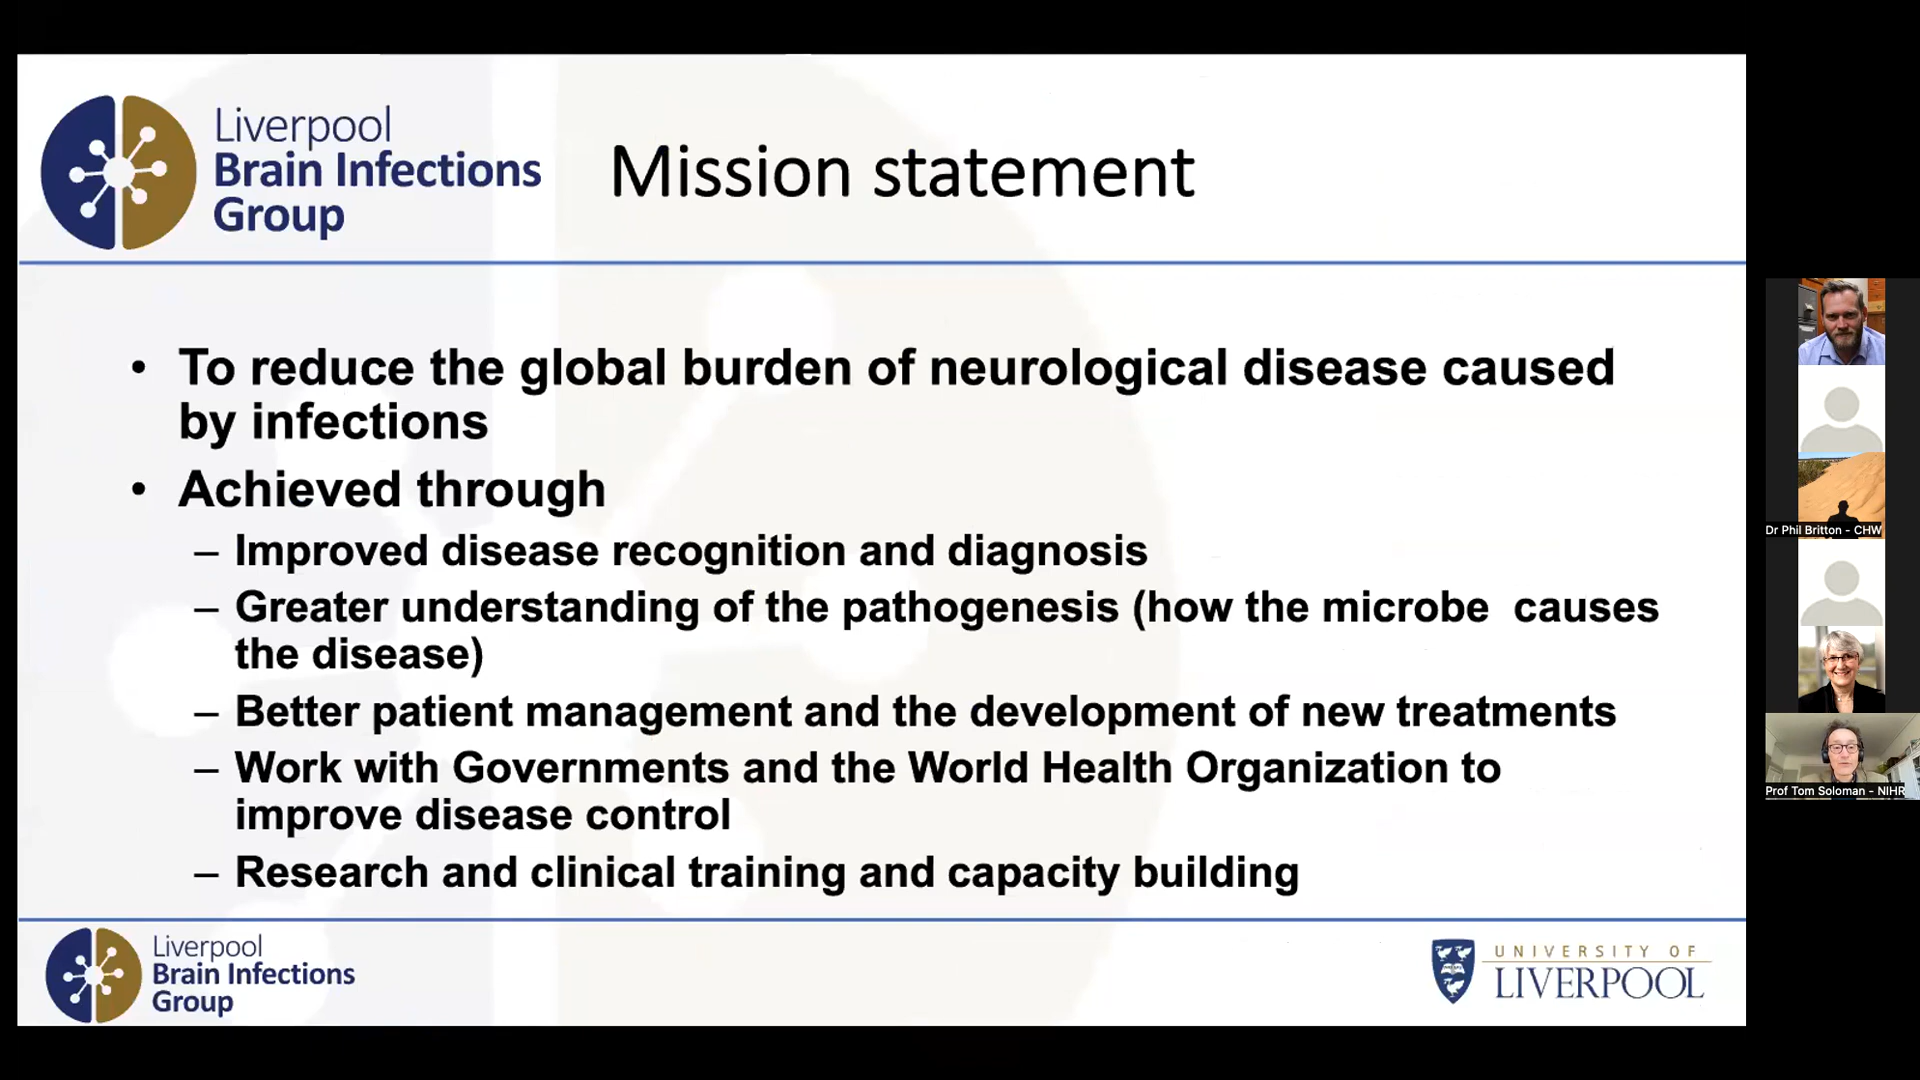 Liverpool
Brain Infections
Group
Mission statement
• To reduce the global burden of neurological disease caused
by infections
• Achieved through
– Improved disease recognition and diagnosis
– Greater understanding of the pathogenesis (how the microbe  causes
the disease)
– Better patient management and the development of new treatments
– Work with Governments and the World Health Organization to
improve disease control
– Research and clinical training and capacity building
Liverpool
Brain Infections
Group
UNIVERSITY OF
LIVERPOOL
Dr Phil Britton - CHW
Prof Tom Soloman - NIHR